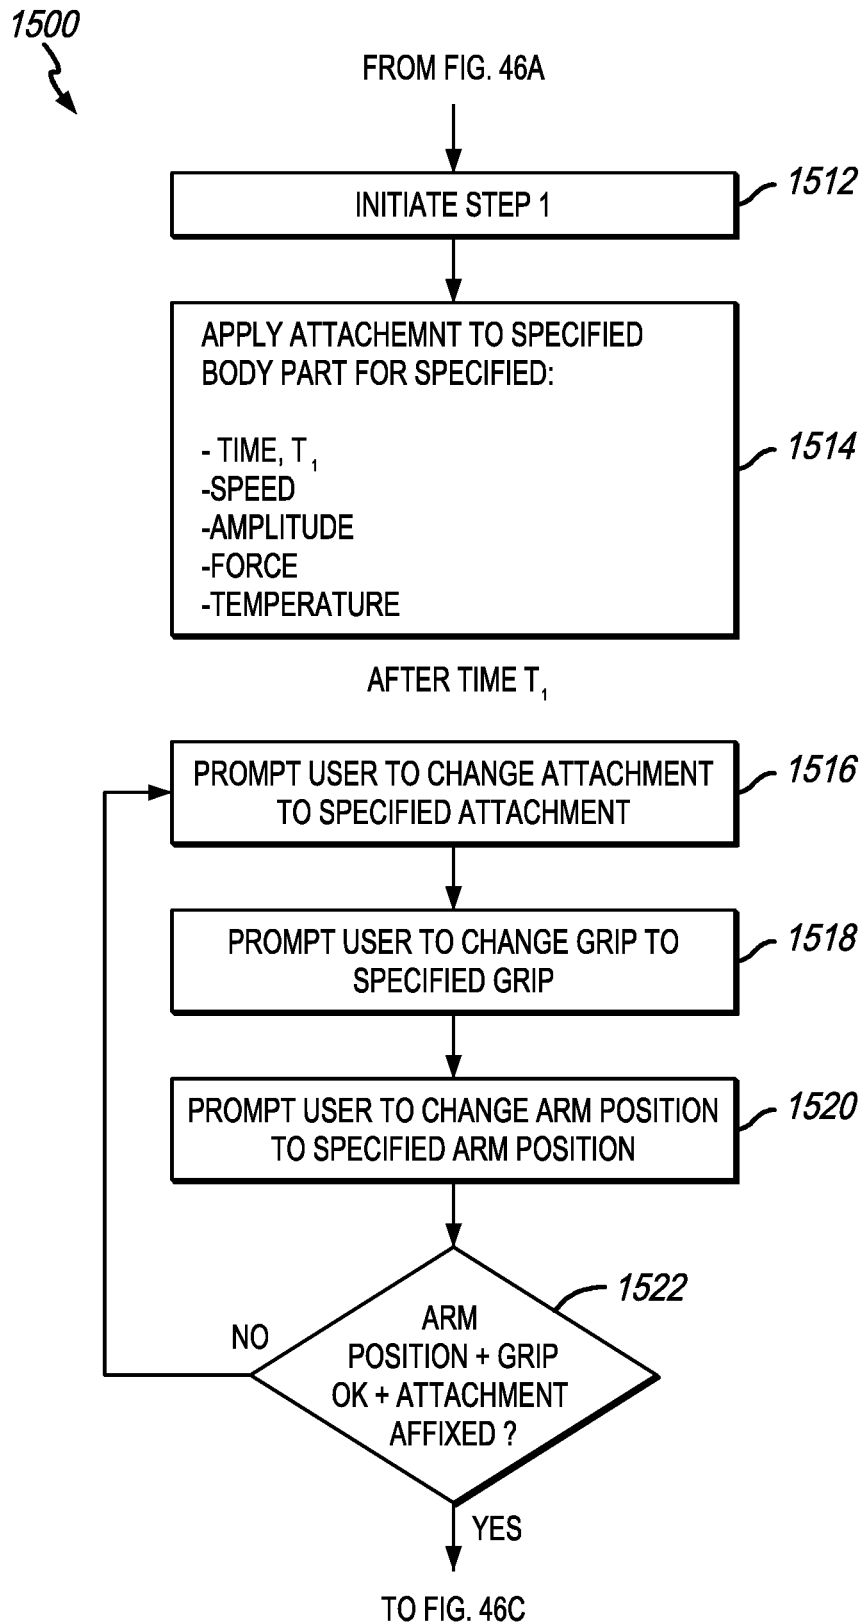 1500
FROM FIG. 46A
INITIATE STEP 1
1512
APPLY ATTACHEMNT TO SPECIFIED
BODY PART FOR SPECIFIED:
- TIME, T1
-SPEED
-AMPLITUDE
-FORCE
-TEMPERATURE
1514
AFTER TIME T1
PROMPT USER TO CHANGE ATTACHMENT
TO SPECIFIED ATTACHMENT
1516
PROMPT USER TO CHANGE GRIP TO
SPECIFIED GRIP
1518
PROMPT USER TO CHANGE ARM POSITION
TO SPECIFIED ARM POSITION
1520
1522
ARM
POSITION + GRIP
OK + ATTACHMENT
AFFIXED ?
NO
YES
TO FIG. 46C